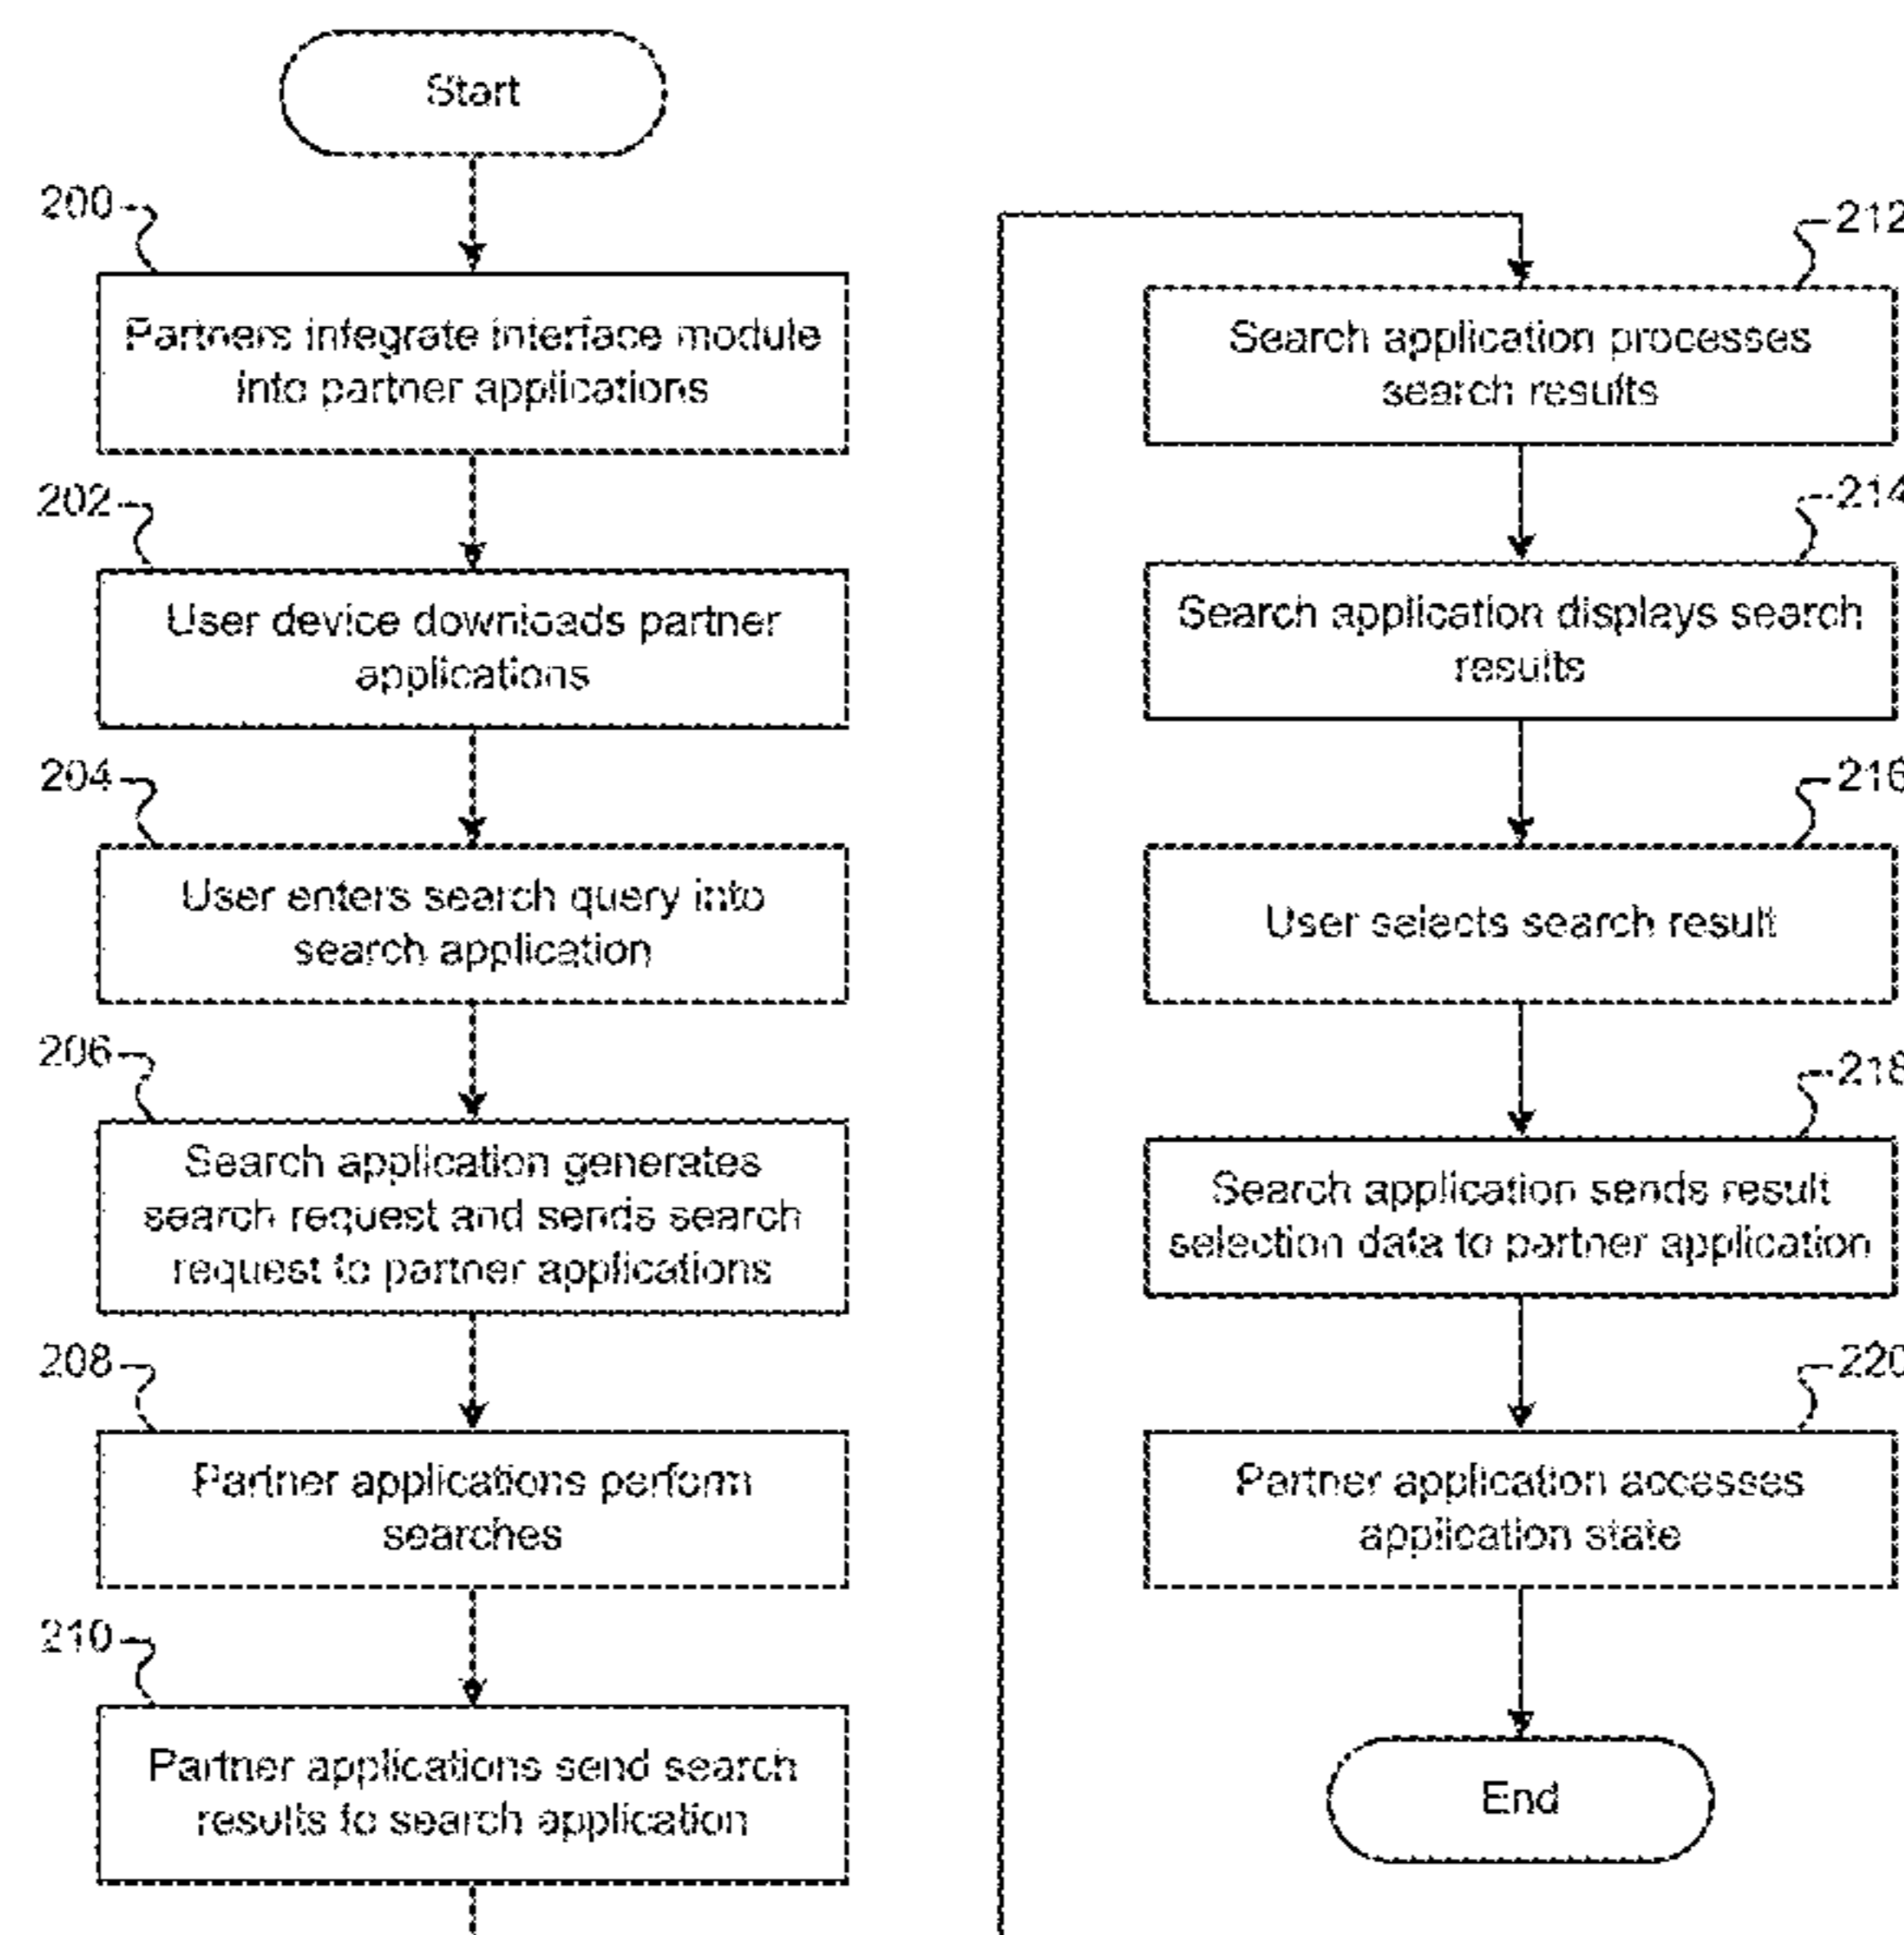 Start
200
Partners integrate interface module
into partner applications
202
User device downloads partner
applications
204
User enters search query into
search application
206
Search application generates
search request and sends search
request to partner applications
208
Partner applications perform
searches
210
Partner applications send search
results to search application
212
Search application processes
search results
214
Search application displays search
results
216
User selects search result
218
Search application sends result
selection data to partner application
220
Partner application accesses
application state
End